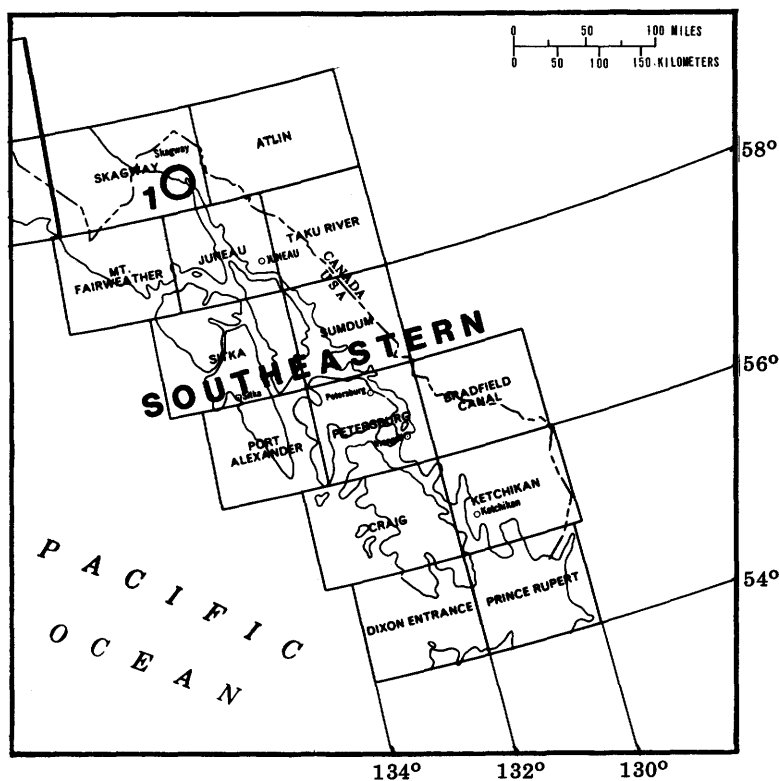 0 50 100 MILES
0 50 100 150 KILOMETERS
ATLIN
58°
Skagway
SKAGWAY
1
TAKU RIVER
JUNEAU
JUNEAU
CANADA
USA
MT.
FAIRWEATHER
SUMDUM
SITKA
SOUTHEASTERN
56°
Sitka
Petersburg
BRADFIELD
CANAL
PETERSBURG
PORT
ALEXANDER
KETCHIKAN
Ketchikan
CRAIG
54°
DIXON ENTRANCE
PRINCE RUPERT
PACIFIC
OCEAN
134° 132° 130°